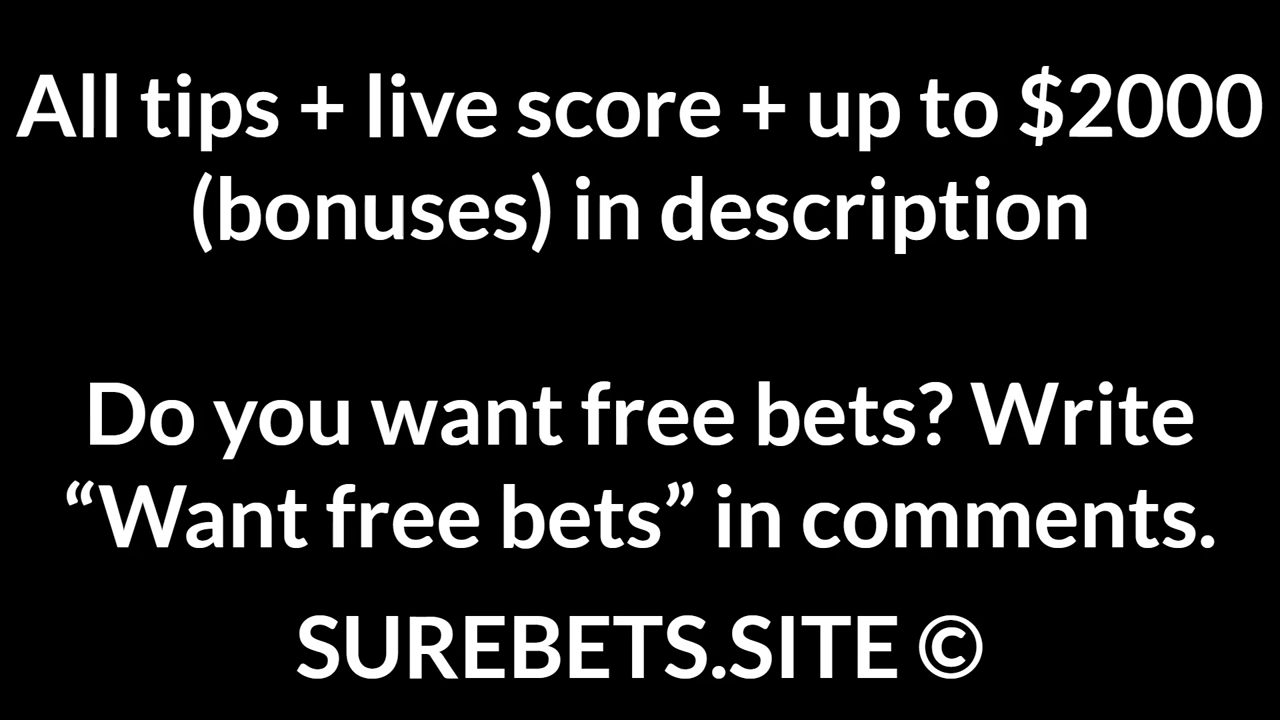 All tips + live score + up to $2000
(bonuses) in description
Do you want free bets? Write
“Want free bets” in comments.
SUREBETS.SITE ©